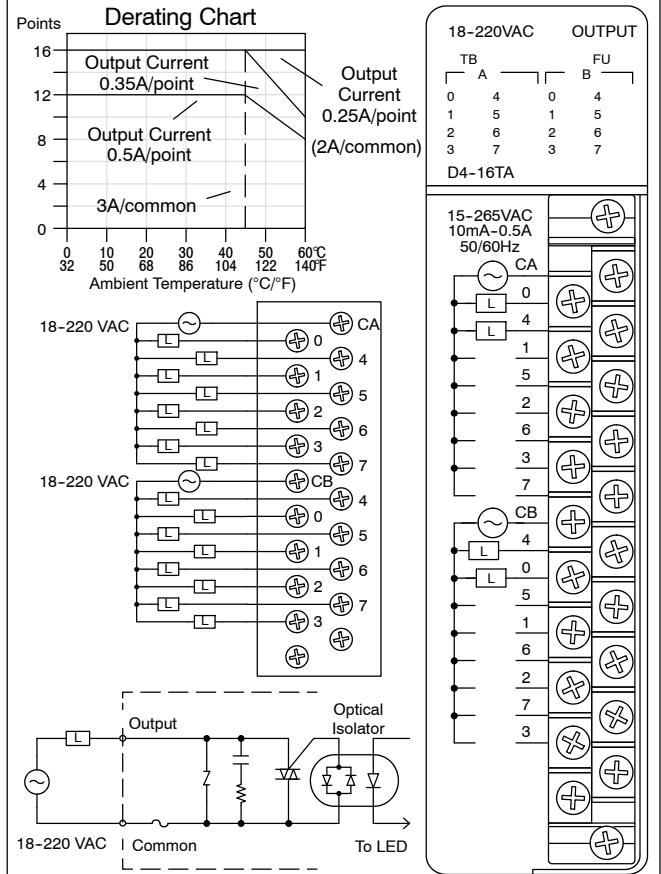 Derating Chart
Points
16
12
8
4
0
Output Current
0.35A/point
Output Current
0.5A/point
3A/common
Output
Current
0.25A/point
(2A/common)
0 10 20 30 40 50 60°C
32 50 68 86 104 122 140°F
Ambient Temperature (°C/°F)
18-220 VAC
CA
L
0
L
4
L
1
L
5
L
2
L
6
L
3
L
7
18-220 VAC
CB
L
4
L
0
L
5
L
1
L
6
L
2
L
7
L
3
L
Output
Optical
Isolator
18-220 VAC
Common
To LED
18-220VAC OUTPUT
TB FU
A B
0 4 0 4
1 5 1 5
2 6 2 6
3 7 3 7
D4-16TA
15-265VAC
10mA-0.5A
50/60Hz
CA
0
L
4
L
1
5
2
6
3
7
CB
4
L
0
L
5
1
6
2
7
3